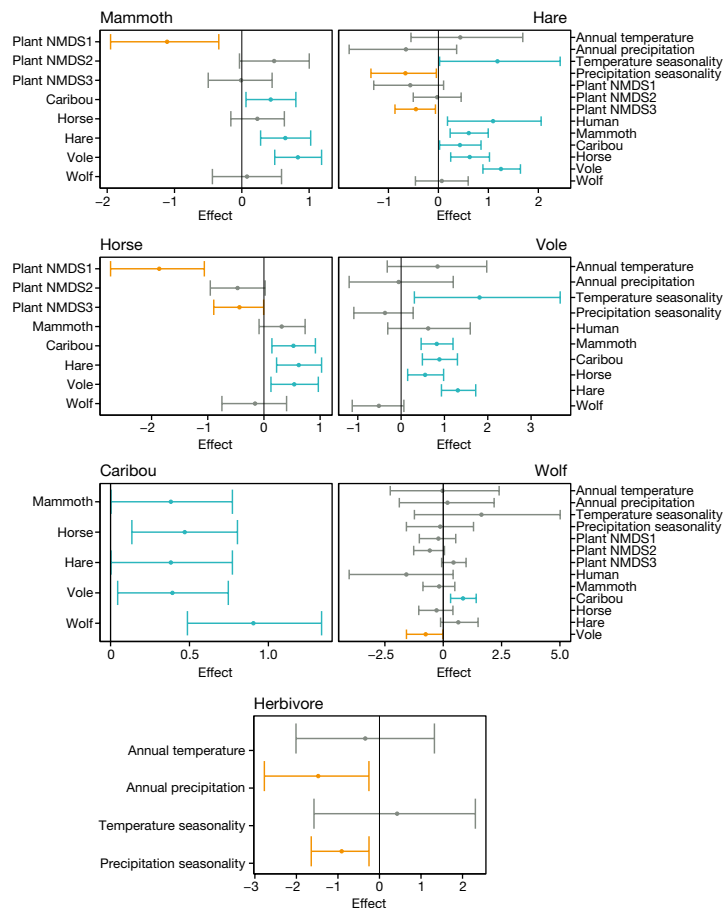 Mammoth
Plant NMDS1
Plant NMDS2
Plant NMDS3
Caribou
Horse
Hare
Vole
Wolf
−2 −1 0 1
Effect
Hare
Annual temperature
Annual precipitation
Temperature seasonality
Precipitation seasonality
Plant NMDS1
Plant NMDS2
Plant NMDS3
Human
Mammoth
Caribou
Horse
Vole
Wolf
−1 0 1 2
Effect
Horse
Plant NMDS1
Plant NMDS2
Plant NMDS3
Mammoth
Caribou
Hare
Vole
Wolf
−2 −1 0 1
Effect
Vole
Annual temperature
Annual precipitation
Temperature seasonality
Precipitation seasonality
Human
Mammoth
Caribou
Horse
Hare
Wolf
−1 0 1 2 3
Effect
Caribou
Mammoth
Horse
Hare
Vole
Wolf
0 0.5 1.0
Effect
Wolf
Annual temperature
Annual precipitation
Temperature seasonality
Precipitation seasonality
Plant NMDS1
Plant NMDS2
Plant NMDS3
Human
Mammoth
Caribou
Horse
Hare
Vole
−2.5 0 2.5 5.0
Effect
Herbivore
Annual temperature
Annual precipitation
Temperature seasonality
Precipitation seasonality
−3 −2 −1 0 1 2
Effect